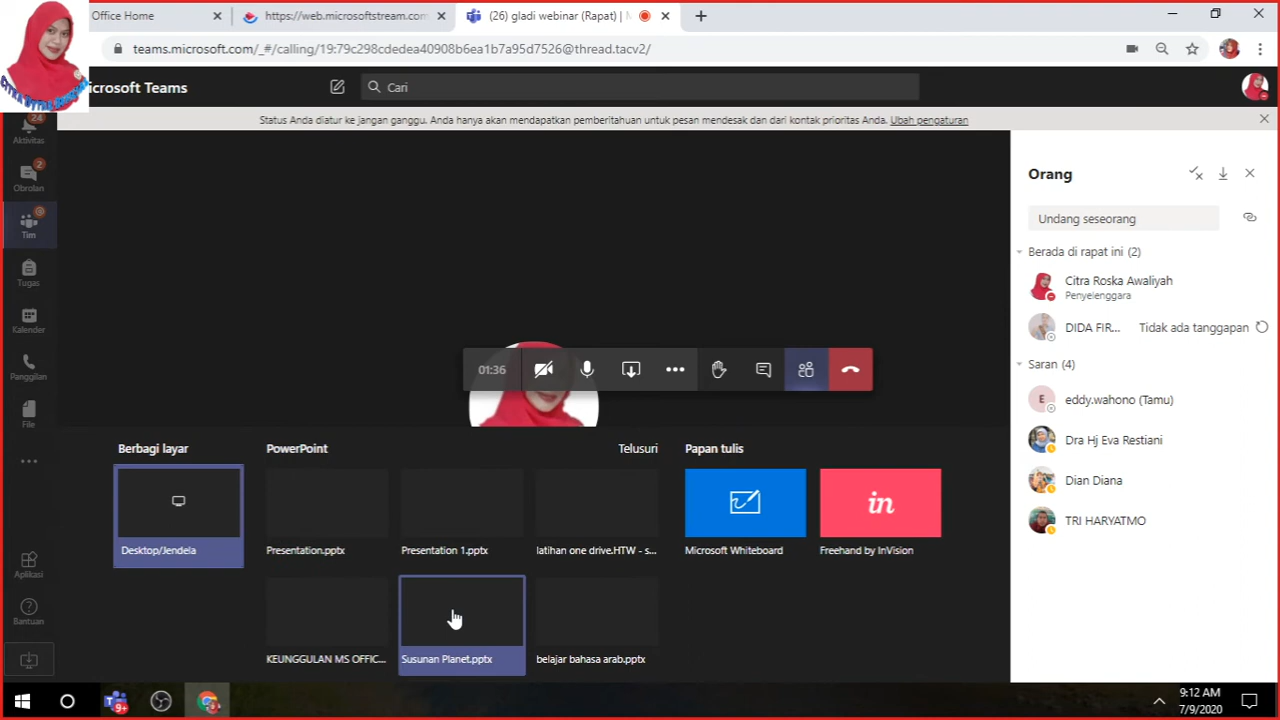 Office Home
https://web.microsoftstream.com/
(26) gladi webinar (Rapat) |
teams.microsoft.com/_#/calling/19:79c298cdedea40908b6ea1b7a95d7526@thread.tacv2/
icrosoft Teams
Cari
Status Anda diatur ke jangan ganggu. Anda hanya akan mendapatkan pemberitahuan untuk pesan mendesak dan dari kontak prioritas Anda. Ubah pengaturan
24
Aktivitas
2
Obrolan
Tim
Tugas
Kalender
Panggilan
File
Aplikasi
Bantuan
01:36
Berbagi layar
PowerPoint
Telusuri
Papan tulis
Desktop/Jendela
Presentation.pptx
Presentation 1.pptx
latihan one drive.HTW - s...
in
Microsoft Whiteboard
Freehand by InVision
KEUNGGULAN MS OFFIC...
Susunan Planet.pptx
belajar bahasa arab.pptx
Orang
Undang seseorang
Berada di rapat ini (2)
Citra Roska Awaliyah
Penyelenggara
DIDA FIR...
Tidak ada tanggapan
Saran (4)
E
eddy.wahono (Tamu)
Dra Hj Eva Restiani
Dian Diana
TRI HARYATMO
9+
9:12 AM
7/9/2020